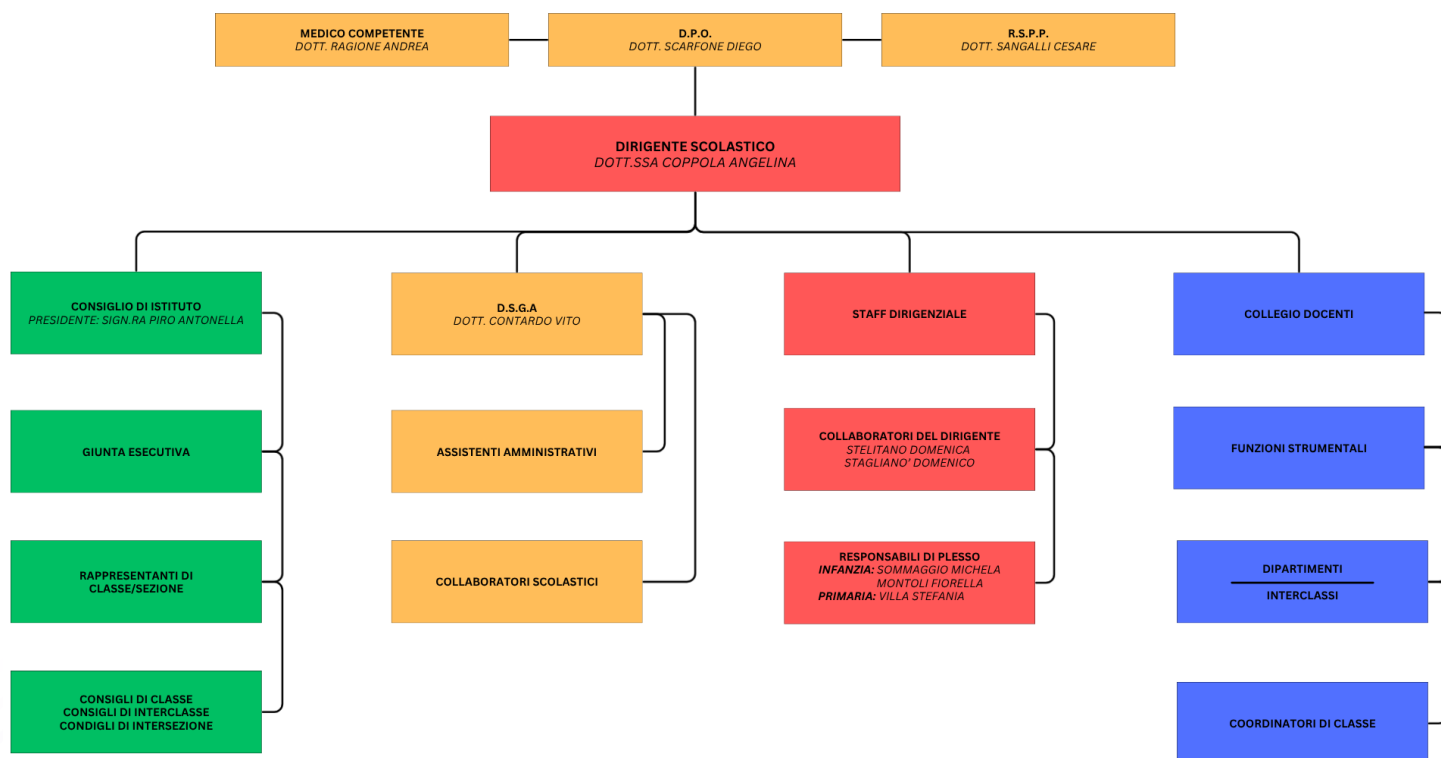 MEDICO COMPETENTE
DOTT. RAGIONE ANDREA
D.P.O.
DOTT. SCARFONE DIEGO
R.S.P.P.
DOTT. SANGALLI CESARE
DIRIGENTE SCOLASTICO
DOTT.SSA COPPOLA ANGELINA
CONSIGLIO DI ISTITUTO
PRESIDENTE: SIGN.RA PIRO ANTONELLA
D.S.G.A
DOTT. CONTARDO VITO
STAFF DIRIGENZIALE
COLLEGIO DOCENTI
GIUNTA ESECUTIVA
ASSISTENTI AMMINISTRATIVI
COLLABORATORI DEL DIRIGENTE
STELITANO DOMENICA
STAGLIANO' DOMENICO
FUNZIONI STRUMENTALI
RAPPRESENTANTI DI
CLASSE/SEZIONE
COLLABORATORI SCOLASTICI
RESPONSABILI DI PLESSO
INFANZIA: SOMMAGGIO MICHELA
MONTOLI FIORELLA
PRIMARIA: VILLA STEFANIA
DIPARTIMENTI
INTERCLASSI
CONSIGLI DI CLASSE
CONSIGLI DI INTERCLASSE
CONDIGLI DI INTERSEZIONE
COORDINATORI DI CLASSE